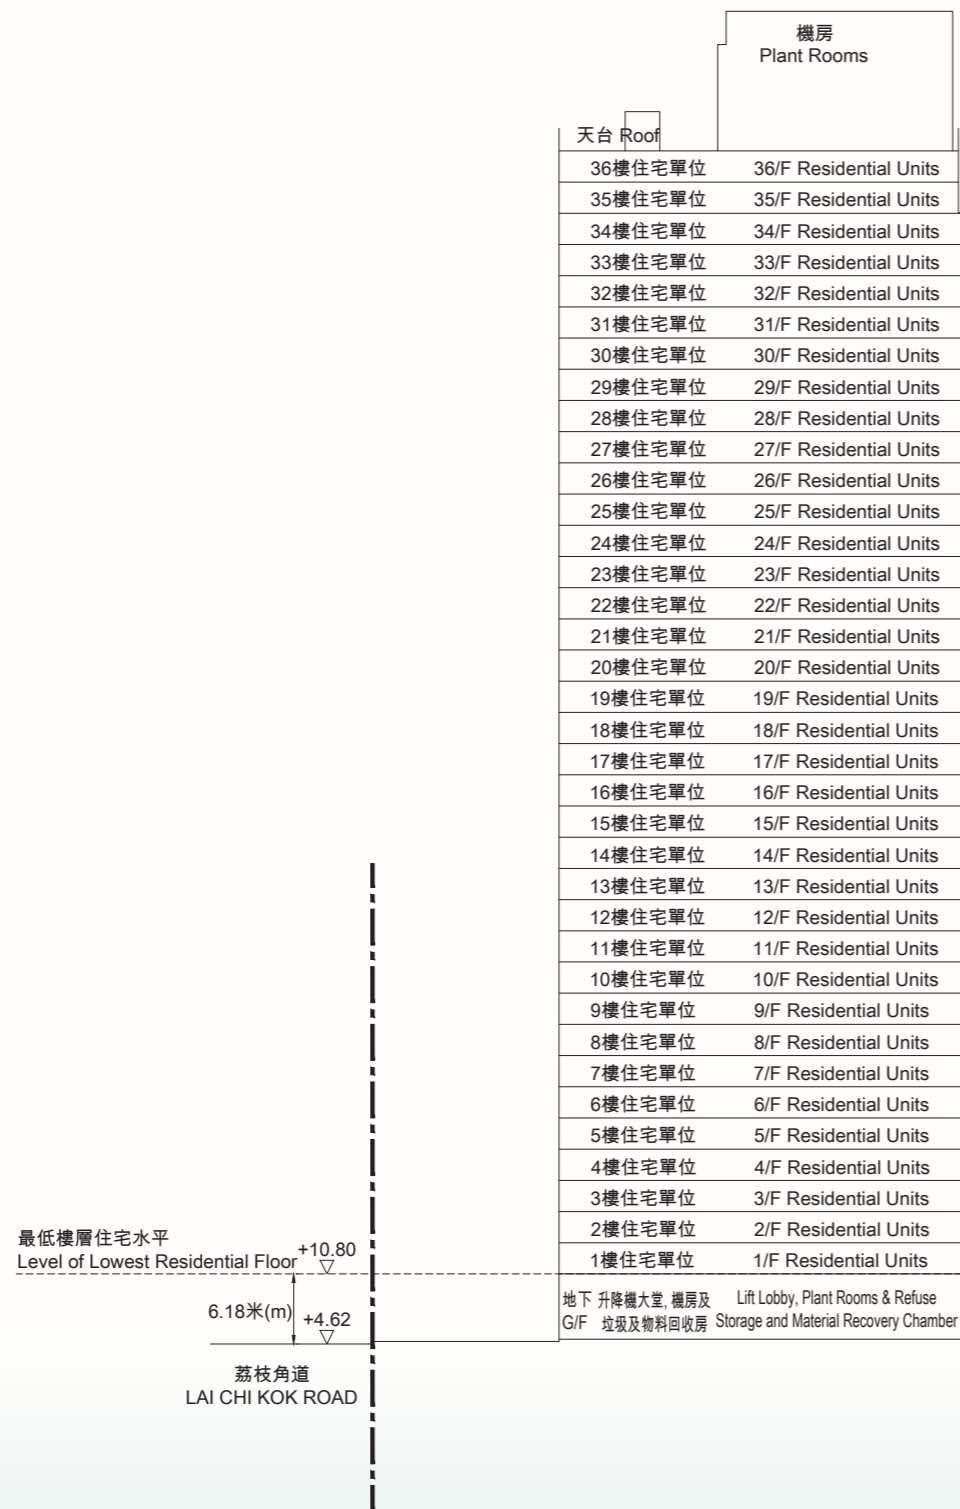 機房
Plant Rooms
天台 Roof
36樓住宅單位 36/F Residential Units
35樓住宅單位 35/F Residential Units
34樓住宅單位 34/F Residential Units
33樓住宅單位 33/F Residential Units
32樓住宅單位 32/F Residential Units
31樓住宅單位 31/F Residential Units
30樓住宅單位 30/F Residential Units
29樓住宅單位 29/F Residential Units
28樓住宅單位 28/F Residential Units
27樓住宅單位 27/F Residential Units
26樓住宅單位 26/F Residential Units
25樓住宅單位 25/F Residential Units
24樓住宅單位 24/F Residential Units
23樓住宅單位 23/F Residential Units
22樓住宅單位 22/F Residential Units
21樓住宅單位 21/F Residential Units
20樓住宅單位 20/F Residential Units
19樓住宅單位 19/F Residential Units
18樓住宅單位 18/F Residential Units
17樓住宅單位 17/F Residential Units
16樓住宅單位 16/F Residential Units
15樓住宅單位 15/F Residential Units
14樓住宅單位 14/F Residential Units
13樓住宅單位 13/F Residential Units
12樓住宅單位 12/F Residential Units
11樓住宅單位 11/F Residential Units
10樓住宅單位 10/F Residential Units
9樓住宅單位 9/F Residential Units
8樓住宅單位 8/F Residential Units
7樓住宅單位 7/F Residential Units
6樓住宅單位 6/F Residential Units
5樓住宅單位 5/F Residential Units
4樓住宅單位 4/F Residential Units
3樓住宅單位 3/F Residential Units
2樓住宅單位 2/F Residential Units
1樓住宅單位 1/F Residential Units
最低樓層住宅水平
Level of Lowest Residential Floor +10.80
地下 升降機大堂, 機房及 Lift Lobby, Plant Rooms & Refuse
G/F 垃圾及物料回收房 Storage and Material Recovery Chamber
6.18米(m) +4.62
荔枝角道
LAI CHI KOK ROAD